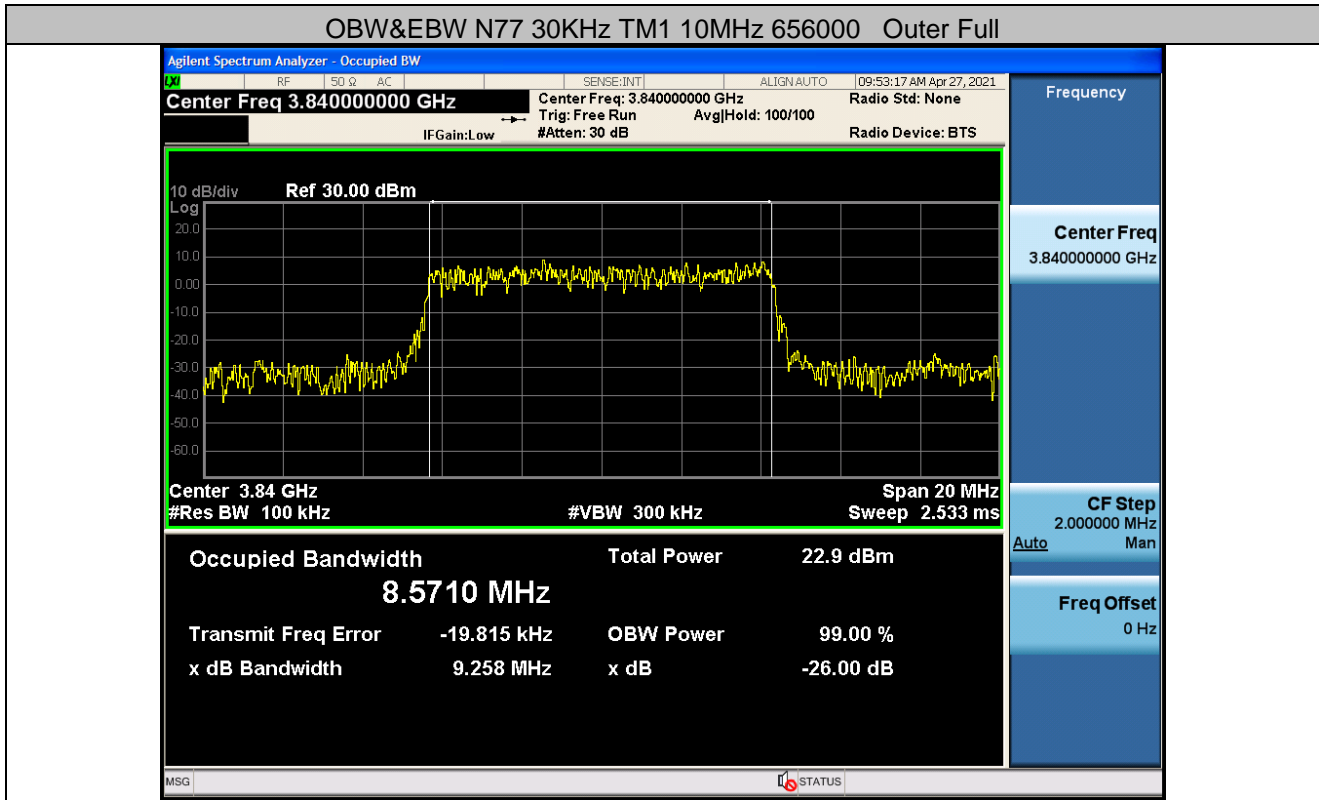 OBW&EBW N77 30KHz TM1 10MHz 656000 Outer Full
Agilent Spectrum Analyzer - Occupied BW
LXI RF 50 Ω AC SENSE:INT ALIGNAUTO 09:53:17 AM Apr 27, 2021
Center Freq 3.840000000 GHz Center Freq: 3.840000000 GHz Radio Std: None
Trig: Free Run Avg|Hold: 100/100
IFGain:Low #Atten: 30 dB Radio Device: BTS
10 dB/div Ref 30.00 dBm
Log
20.0
10.0
0.00
-10.0
-20.0
-30.0
-40.0
-50.0
-60.0
Center 3.84 GHz Span 20 MHz
#Res BW 100 kHz #VBW 300 kHz Sweep 2.533 ms
Occupied Bandwidth Total Power 22.9 dBm
8.5710 MHz
Transmit Freq Error -19.815 kHz OBW Power 99.00 %
x dB Bandwidth 9.258 MHz x dB -26.00 dB
MSG STATUS
Frequency
Center Freq
3.840000000 GHz
CF Step
2.000000 MHz
Auto Man
Freq Offset
0 Hz